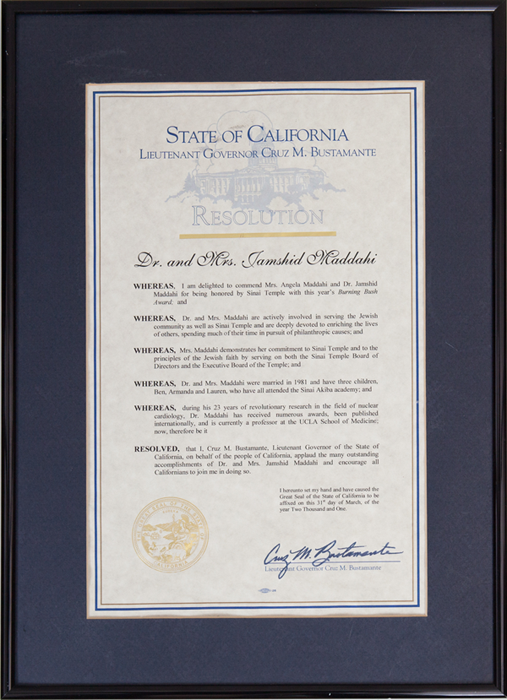 STATE OF CALIFORNIA
LIEUTENANT GOVERNOR CRUZ M. BUSTAMANTE
RESOLUTION
Dr. and Mrs. Jamshid Maddahi
WHEREAS, I am delighted to commend Mrs. Angela Maddahi and Dr. Jamshid
Maddahi for being honored by Sinai Temple with this year's Burning Bush
Award; and
WHEREAS, Dr. and Mrs. Maddahi are actively involved in serving the Jewish
community as well as Sinai Temple and are deeply devoted to enriching the lives
of others, spending much of their time in pursuit of philanthropic causes; and
WHEREAS, Mrs. Maddahi demonstrates her commitment to Sinai Temple and to the
principles of the Jewish faith by serving on both the Sinai Temple Board of
Directors and the Executive Board of the Temple; and
WHEREAS, Dr. and Mrs. Maddahi were married in 1981 and have three children,
Ben, Armanda and Lauren, who have all attended the Sinai Akiba academy; and
WHEREAS, during his 23 years of revolutionary research in the field of nuclear
cardiology, Dr. Maddahi has received numerous awards, been published
internationally, and is currently a professor at the UCLA School of Medicine;
now, therefore be it
RESOLVED, that I, Cruz M. Bustamante, Lieutenant Governor of the State of
California, on behalf of the people of California, applaud the many outstanding
accomplishments of Dr. and Mrs. Jamshid Maddahi and encourage all
Californians to join me in doing so.
I hereunto set my hand and have caused the
Great Seal of the State of California to be
affixed on this 31st day of March, of the
year Two Thousand and One.
Cruz M. Bustamante
Lieutenant Governor Cruz M. Bustamante